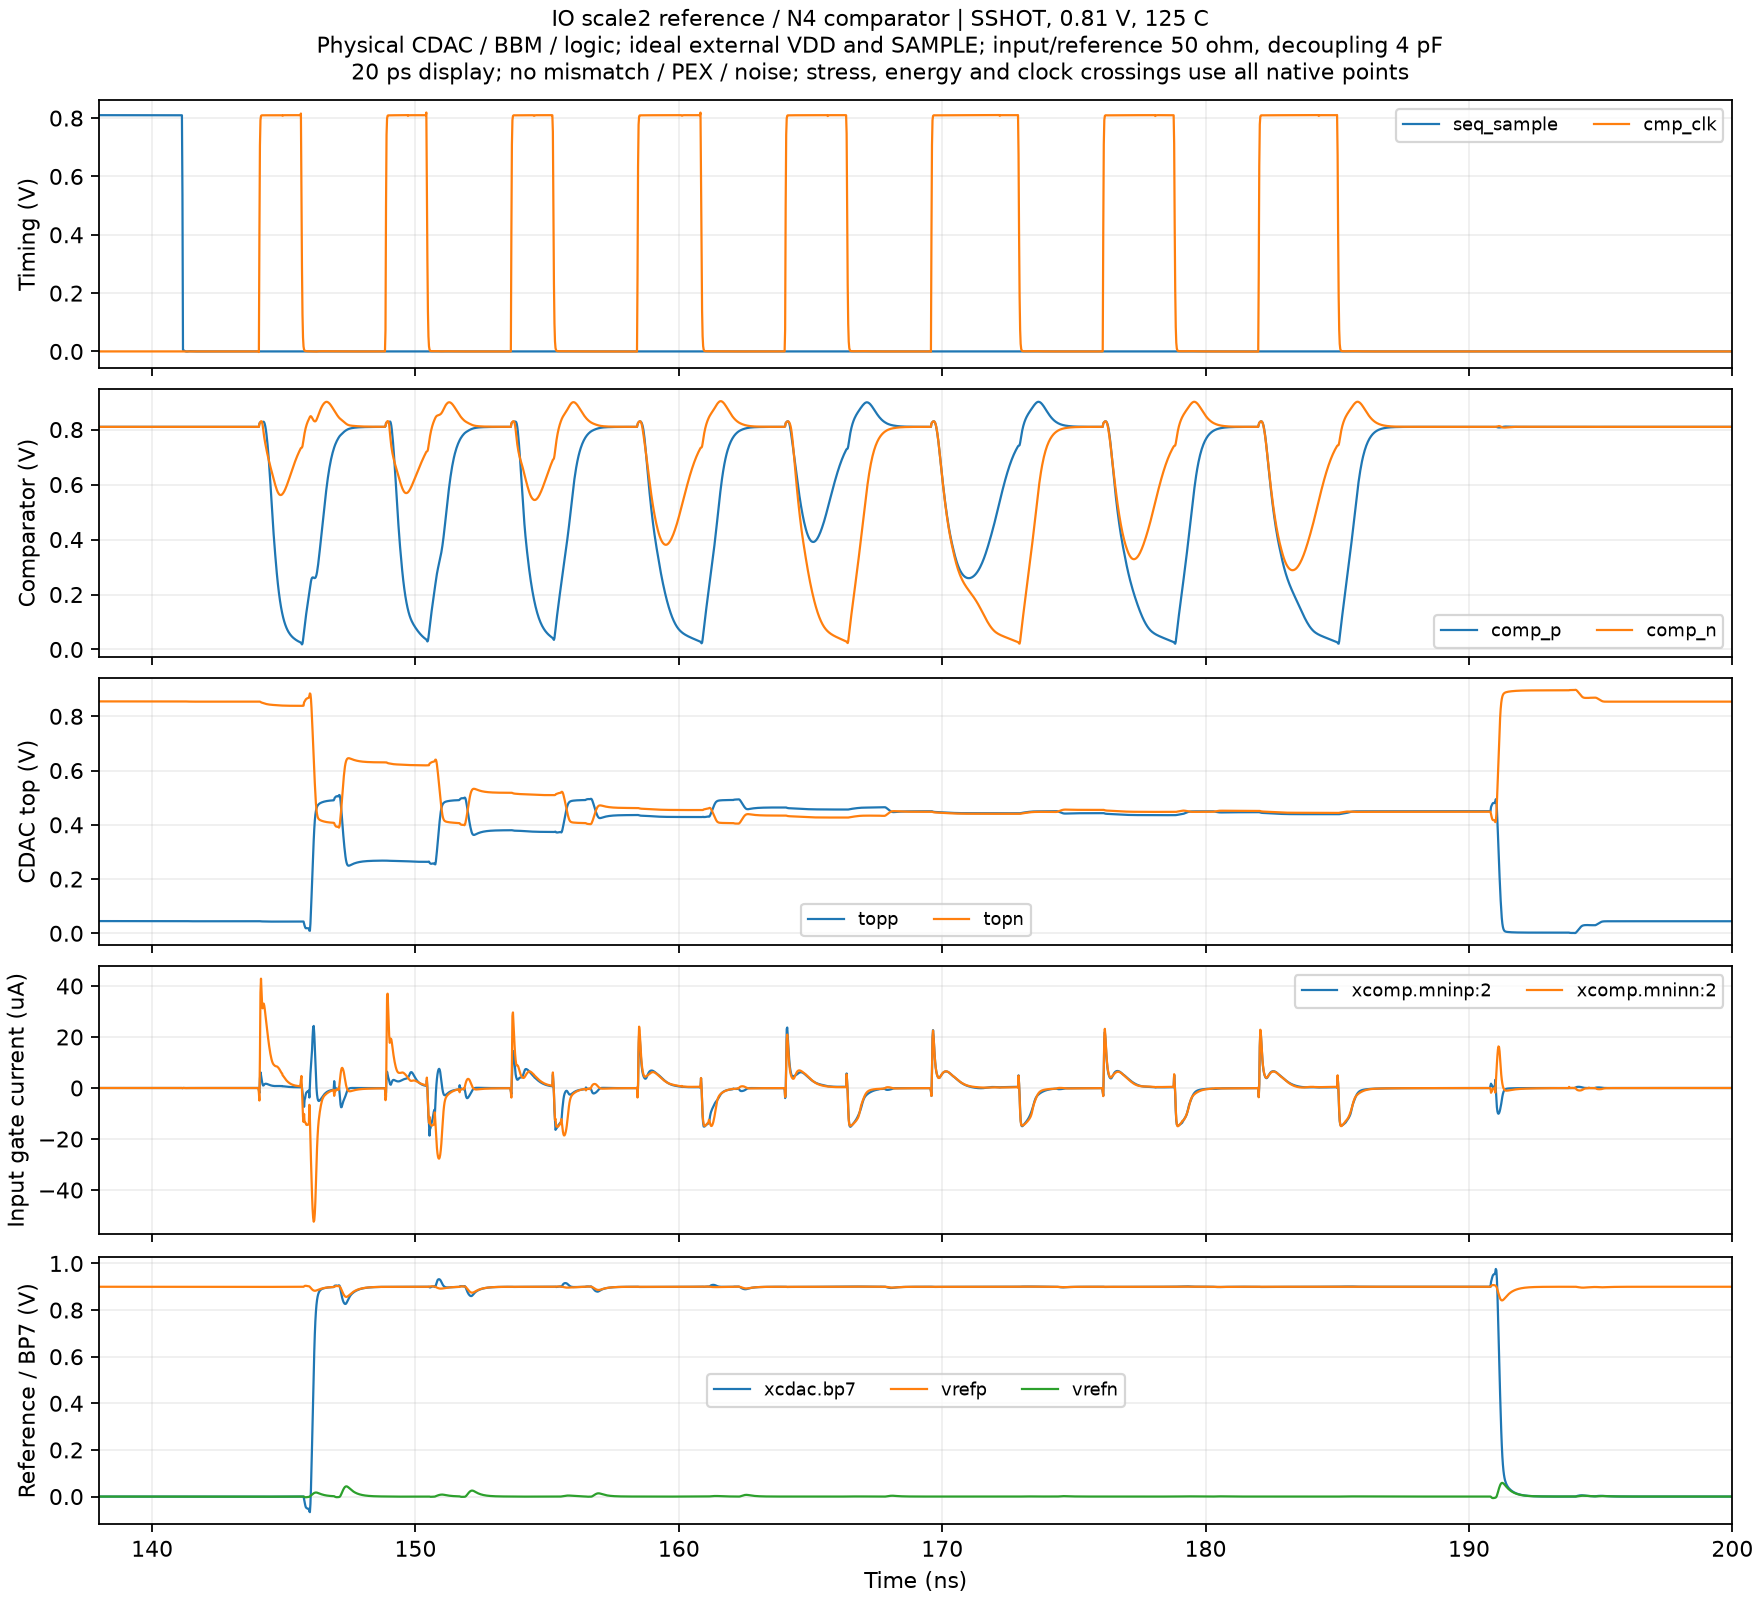 IO scale2 reference / N4 comparator | SSHOT, 0.81 V, 125 C
Physical CDAC / BBM / logic; ideal external VDD and SAMPLE; input/reference 50 ohm, decoupling 4 pF
20 ps display; no mismatch / PEX / noise; stress, energy and clock crossings use all native points
Timing (V)
0.8
0.6
0.4
0.2
0.0
seq_sample
cmp_clk
Comparator (V)
0.8
0.6
0.4
0.2
0.0
comp_p
comp_n
CDAC top (V)
0.8
0.6
0.4
0.2
0.0
topp
topn
Input gate current (uA)
40
20
0
−20
−40
xcomp.mninp:2
xcomp.mninn:2
Reference / BP7 (V)
1.0
0.8
0.6
0.4
0.2
0.0
xcdac.bp7
vrefp
vrefn
140
150
160
170
180
190
200
Time (ns)